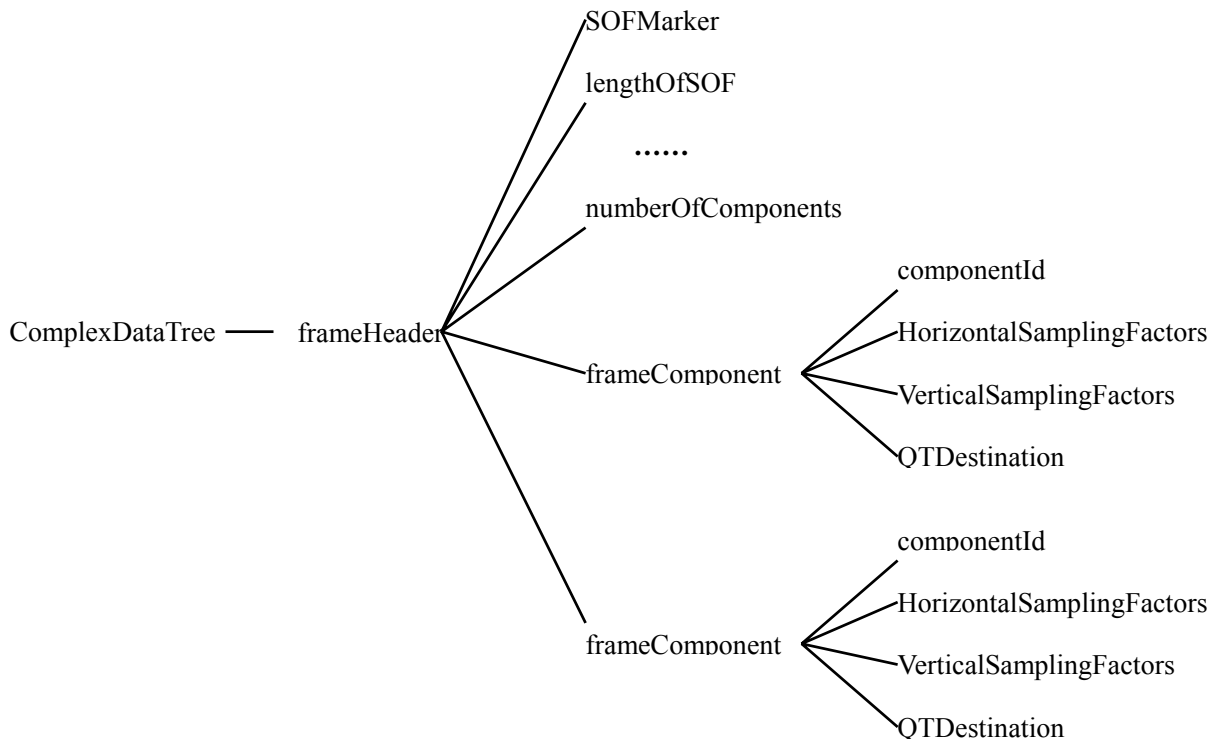 SOFMarker
lengthOfSOF
......
numberOfComponents
componentId
ComplexDataTree
frameHeader
HorizontalSamplingFactors
frameComponent
VerticalSamplingFactors
QTDestination
componentId
HorizontalSamplingFactors
frameComponent
VerticalSamplingFactors
QTDestination